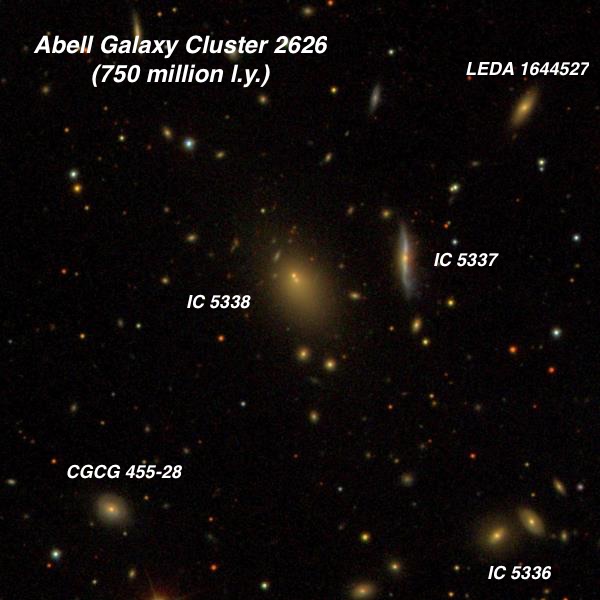 Abell Galaxy Cluster 2626
(750 million l.y.)
LEDA 1644527
IC 5337
IC 5338
CGCG 455-28
IC 5336